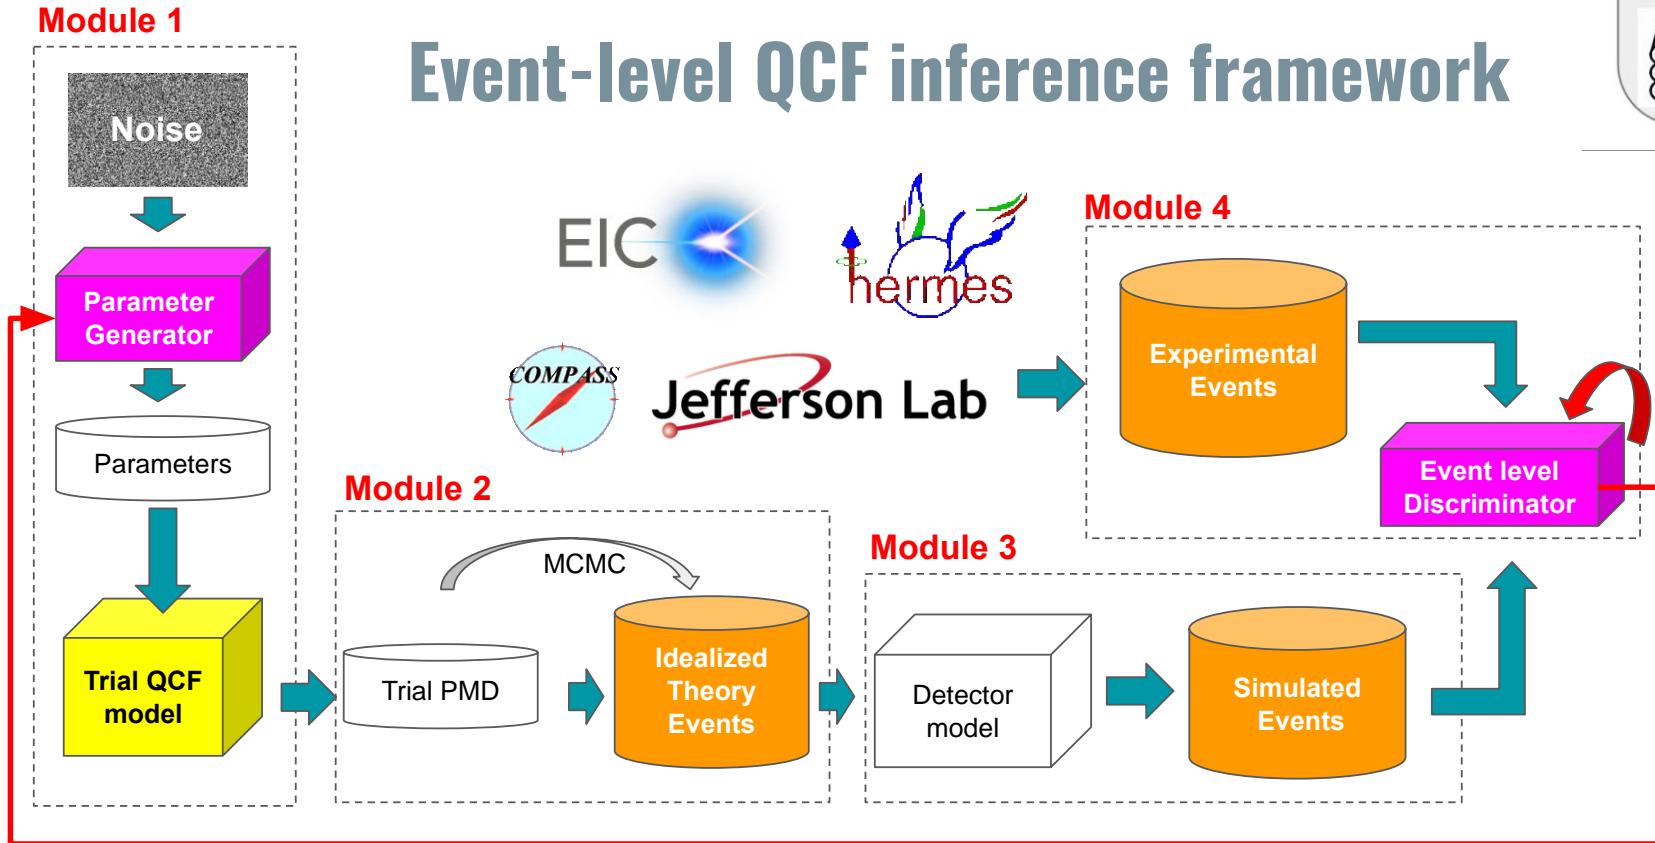 Module 1
Event-level QCF inference framework
Noise
Parameter
Generator
Parameters
Trial QCF
model
EIC
hermes
COMPASS
Jefferson Lab
Module 2
MCMC
Trial PMD
Idealized
Theory
Events
Module 3
Detector
model
Simulated
Events
Module 4
Experimental
Events
Event level
Discriminator